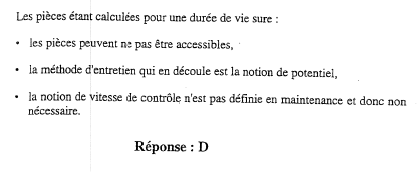 Les pièces étant calculées pour une durée de vie sure :
• les pièces peuvent ne pas être accessibles,
• la méthode d'entretien qui en découle est la notion de potentiel,
• la notion de vitesse de contrôle n'est pas définie en maintenance et donc non
nécessaire.
Réponse : D